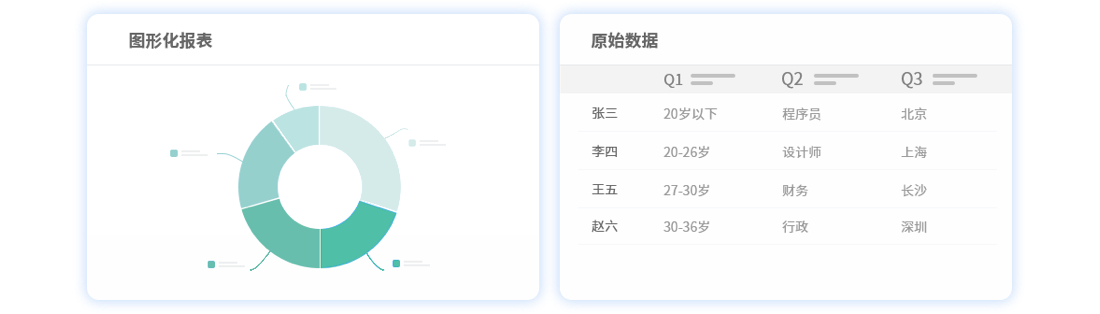 图形化报表
原始数据
Q1 Q2 Q3
张三 20岁以下 程序员 北京
李四 20-26岁 设计师 上海
王五 27-30岁 财务 长沙
赵六 30-36岁 行政 深圳